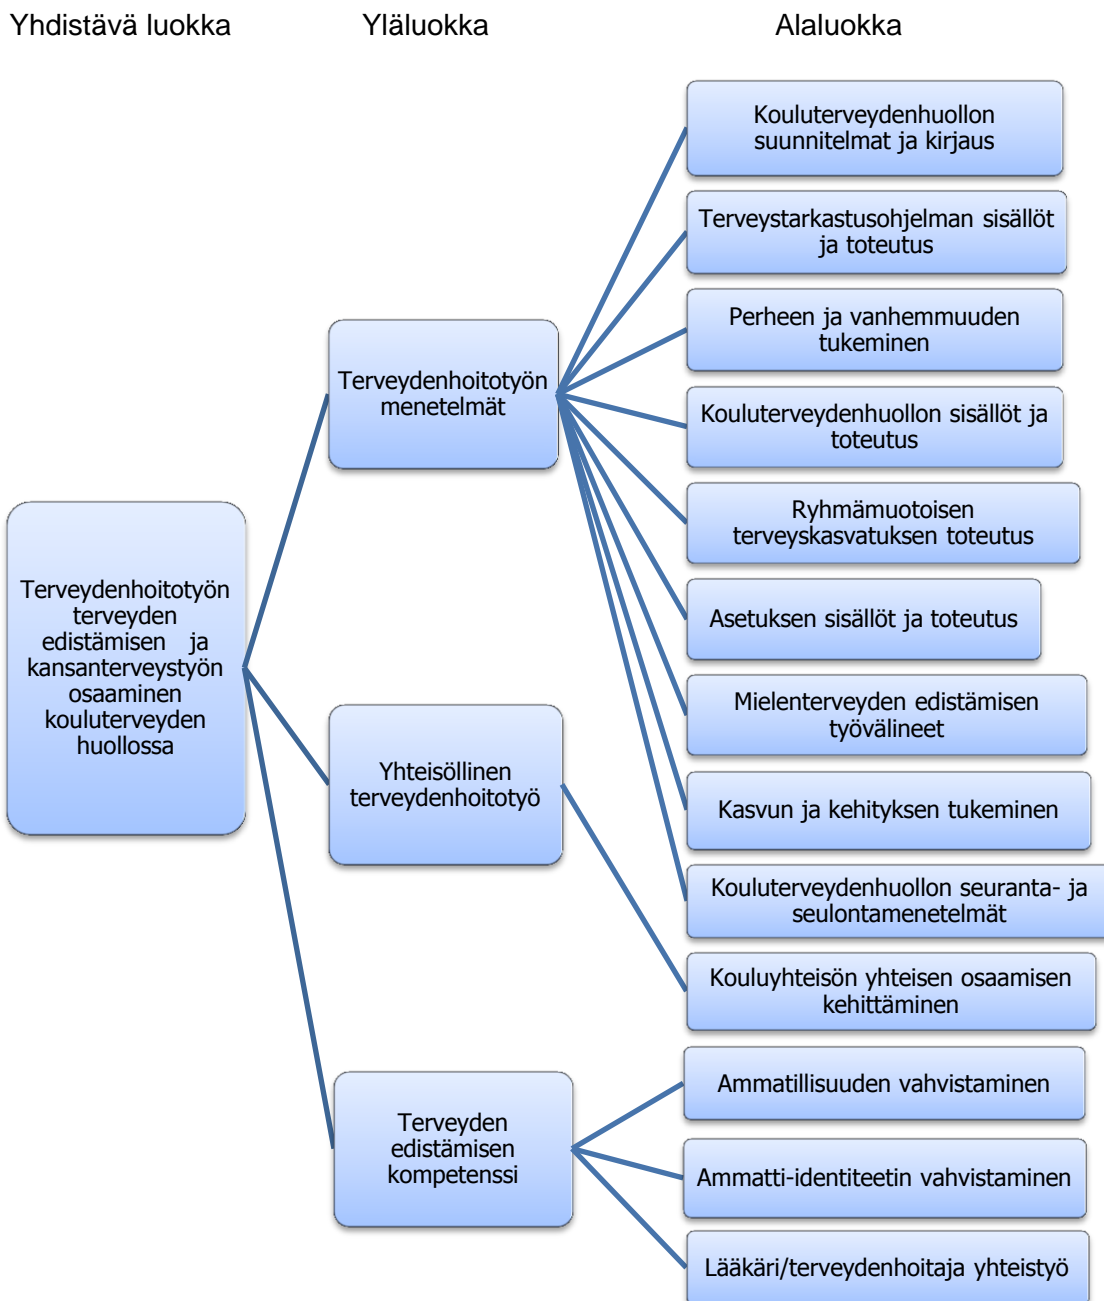 Yhdistävä luokka Yläluokka Alaluokka
Kouluterveydenhuollon
suunnitelmat ja kirjaus
Terveystarkastusohjelman sisällöt
ja toteutus
Perheen ja vanhemmuuden
tukeminen
Terveydenhoitotyön
menetelmät
Kouluterveydenhuollon sisällöt ja
toteutus
Ryhmämuotoisen
terveyskasvatuksen toteutus
Terveydenhoitotyön
terveyden
edistämisen ja
kansanterveystyön
osaaminen
kouluterveyden
huollossa
Asetuksen sisällöt ja toteutus
Mielenterveyden edistämisen
työvälineet
Yhteisöllinen
terveydenhoitotyö
Kasvun ja kehityksen tukeminen
Kouluterveydenhuollon seuranta- ja
seulontamenetelmät
Kouluyhteisön yhteisen osaamisen
kehittäminen
Terveyden
edistämisen
kompetenssi
Ammatillisuuden vahvistaminen
Ammatti-identiteetin vahvistaminen
Lääkäri/terveydenhoitaja yhteistyö